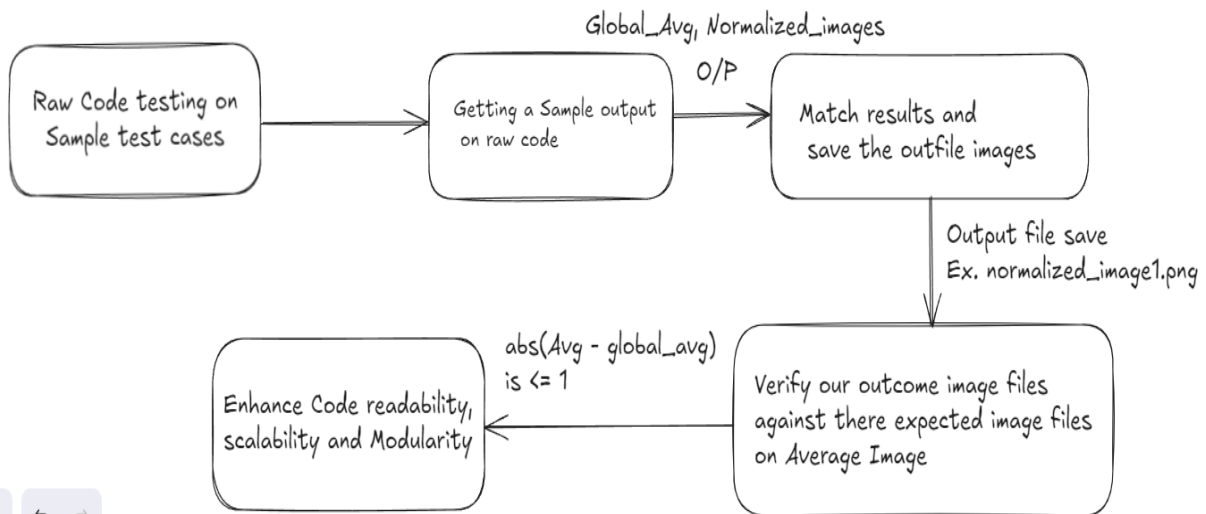 Global_Avg, Normalized_images
O/P
Raw Code testing on
Sample test cases
Getting a Sample output
on raw code
Match results and
save the outfile images
Output file save
Ex. normalized_image1.png
abs(Avg - global_avg)
is <= 1
Enhance Code readability,
scalability and Modularity
Verify our outcome image files
against there expected image files
on Average Image